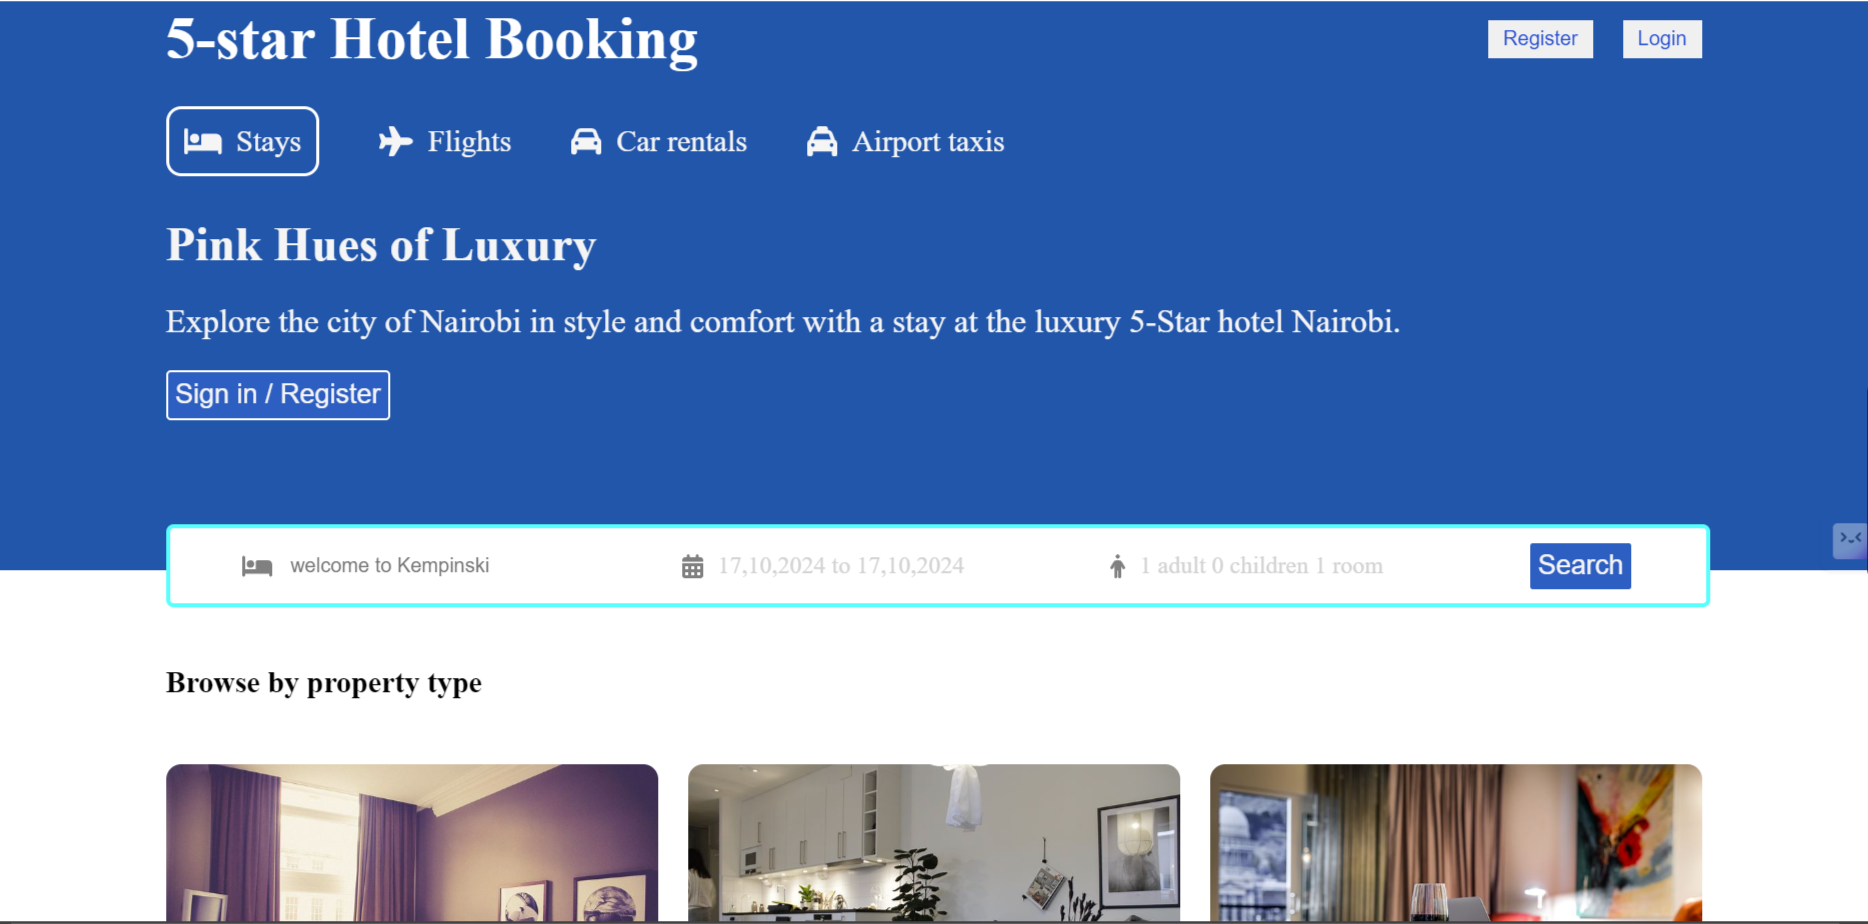 5-star Hotel Booking
Register
Login
Stays
Flights
Car rentals
Airport taxis
Pink Hues of Luxury
Explore the city of Nairobi in style and comfort with a stay at the luxury 5-Star hotel Nairobi.
Sign in / Register
welcome to Kempinski
17,10,2024 to 17,10,2024
1 adult 0 children 1 room
Search
Browse by property type